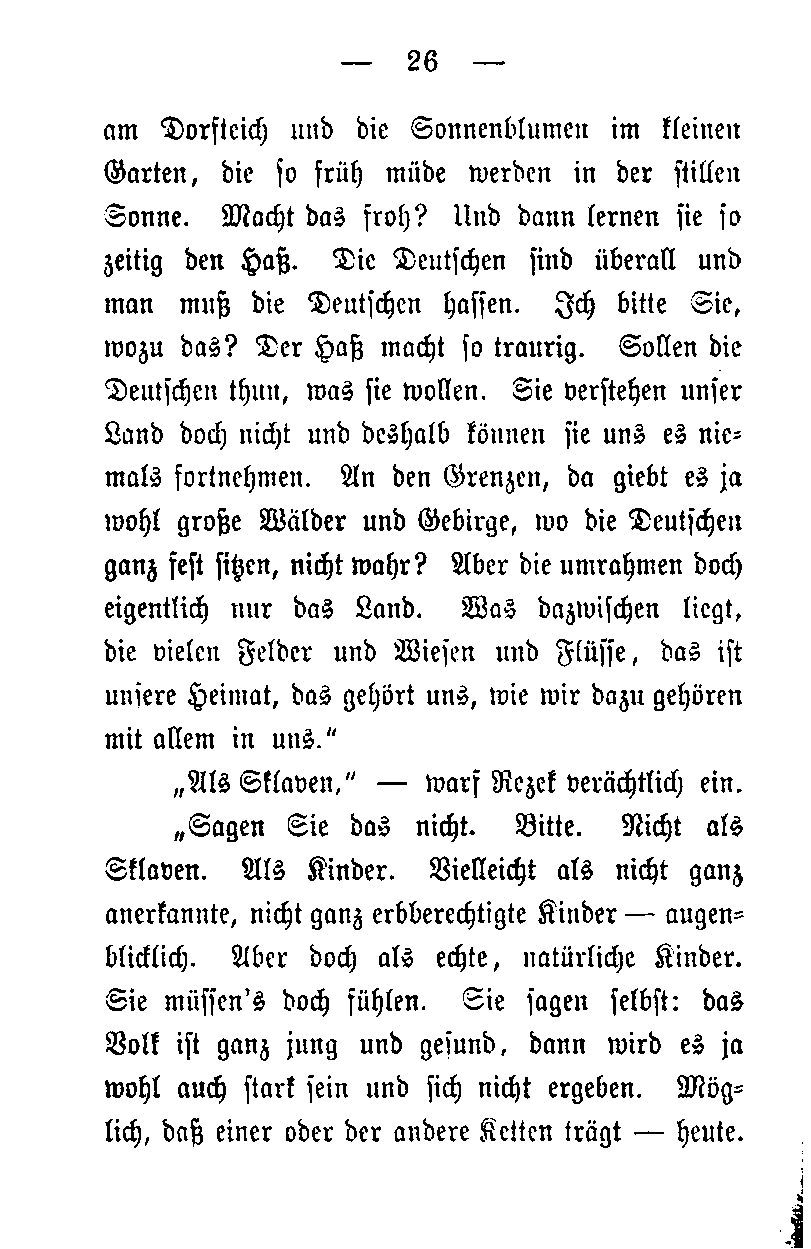 — 26 —
am Dorfteich und die Sonnenblumen im kleinen
Garten, die so früh müde werden in der stillen
Sonne. Macht das froh? Und dann lernen sie so
zeitig den Haß. Die Deutschen sind überall und
man muß die Deutschen hassen. Ich bitte Sie,
wozu das? Der Haß macht so traurig. Sollen die
Deutschen thun, was sie wollen. Sie verstehen unser
Land doch nicht und deshalb können sie uns es nie-
mals fortnehmen. An den Grenzen, da giebt es ja
wohl große Wälder und Gebirge, wo die Deutschen
ganz fest sitzen, nicht wahr? Aber die umrahmen doch
eigentlich nur das Land. Was dazwischen liegt,
die vielen Felder und Wiesen und Flüsse, das ist
unsere Heimat, das gehört uns, wie wir dazu gehören
mit allem in uns.“
„Als Sklaven,“ — warf Rezek verächtlich ein.
„Sagen Sie das nicht. Bitte. Nicht als
Sklaven. Als Kinder. Vielleicht als nicht ganz
anerkannte, nicht ganz erbberechtigte Kinder — augen-
blicklich. Aber doch als echte, natürliche Kinder.
Sie müssen's doch fühlen. Sie sagen selbst: das
Volk ist ganz jung und gesund, dann wird es ja
wohl auch stark sein und sich nicht ergeben. Mög-
lich, daß einer oder der andere Ketten trägt — heute.